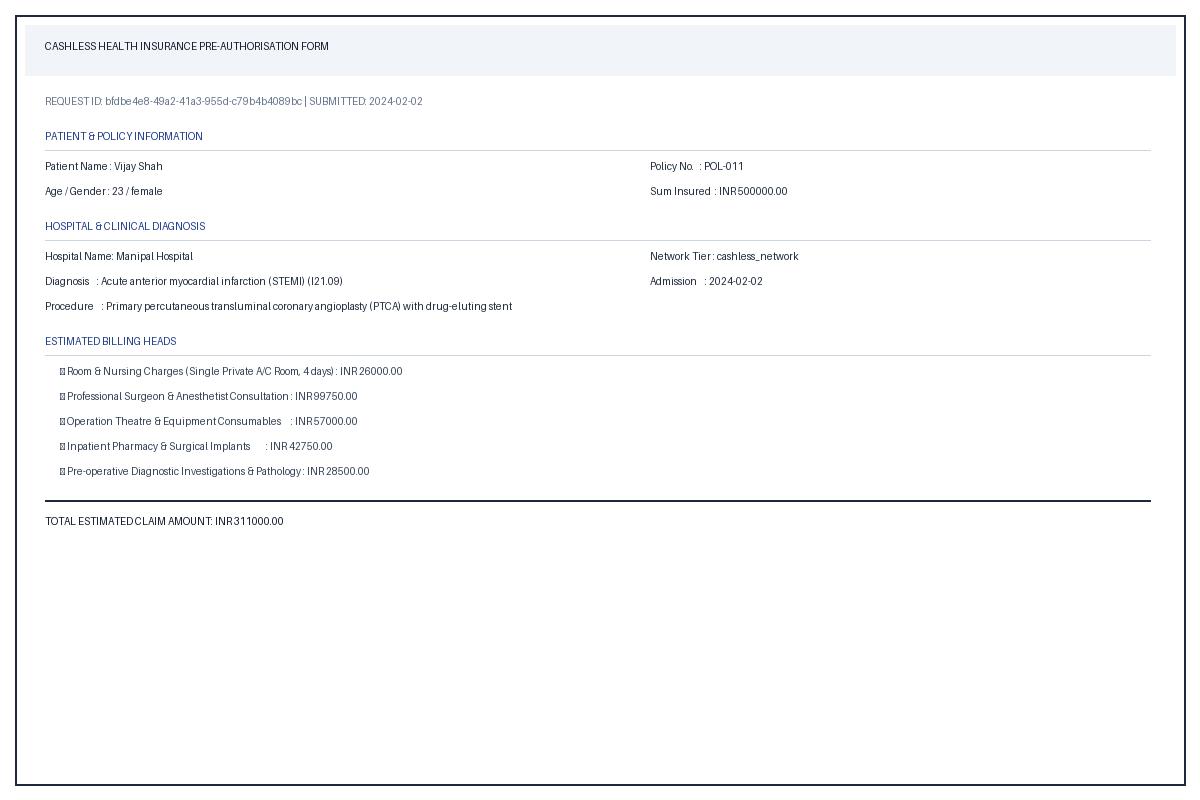 CASHLESS HEALTH INSURANCE PRE-AUTHORISATION FORM
REQUEST ID: bfdbe4e8-49a2-41a3-955d-c79b4b4089bc | SUBMITTED: 2024-02-02
PATIENT & POLICY INFORMATION
Patient Name : Vijay Shah
Policy No. : POL-011
Age / Gender : 23 / female
Sum Insured : INR 500000.00
HOSPITAL & CLINICAL DIAGNOSIS
Hospital Name: Manipal Hospital
Network Tier : cashless_network
Diagnosis : Acute anterior myocardial infarction (STEMI) (I21.09)
Admission : 2024-02-02
Procedure : Primary percutaneous transluminal coronary angioplasty (PTCA) with drug-eluting stent
ESTIMATED BILLING HEADS
Room & Nursing Charges (Single Private A/C Room, 4 days) : INR 26000.00
Professional Surgeon & Anesthetist Consultation : INR 99750.00
Operation Theatre & Equipment Consumables : INR 57000.00
Inpatient Pharmacy & Surgical Implants : INR 42750.00
Pre-operative Diagnostic Investigations & Pathology : INR 28500.00
TOTAL ESTIMATED CLAIM AMOUNT: INR 311000.00